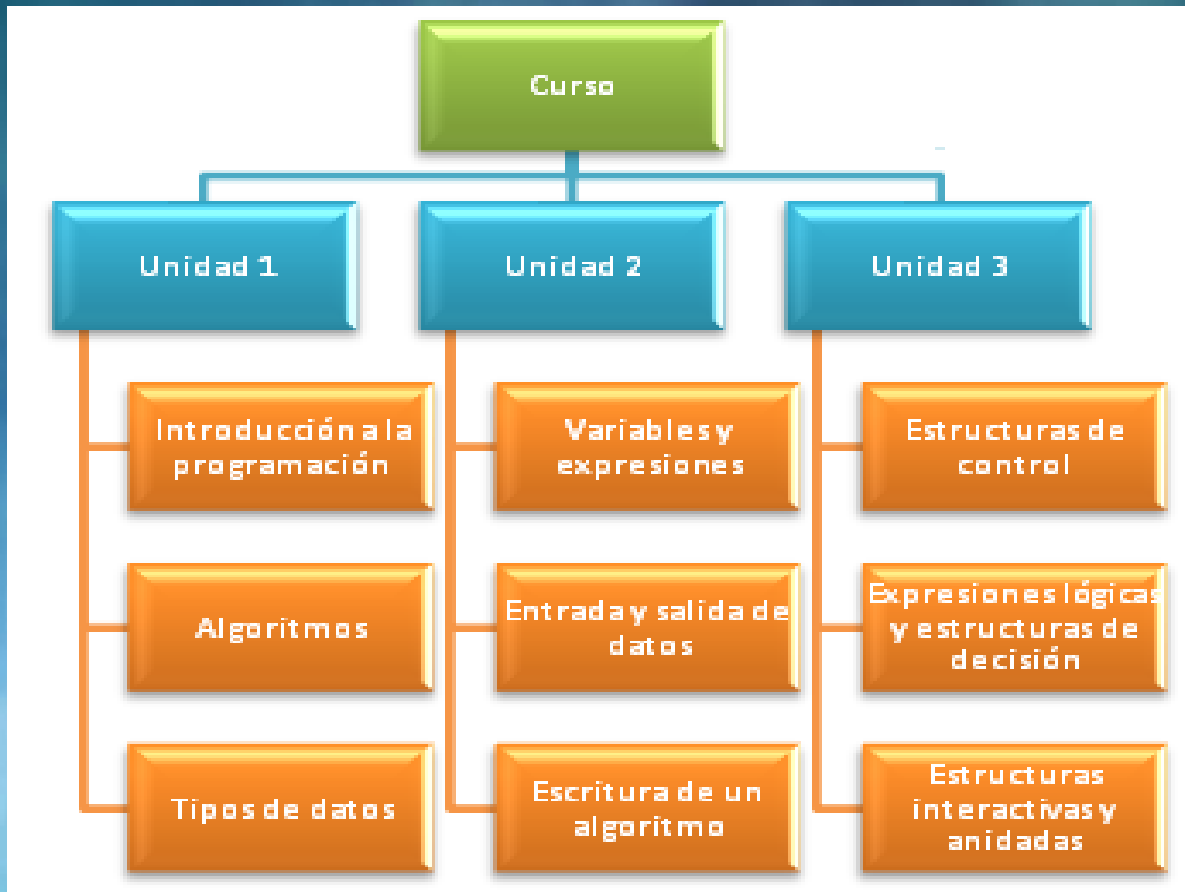 Curso
Unidad 1
Unidad 2
Unidad 3
Introducción a la
programación
Variables y
expresiones
Estructuras de
control
Algoritmos
Entrada y salida de
datos
Expresiones lógicas
y estructuras de
decisión
Tipos de datos
Escritura de un
algoritmo
Estructuras
interactivas y
anidadas